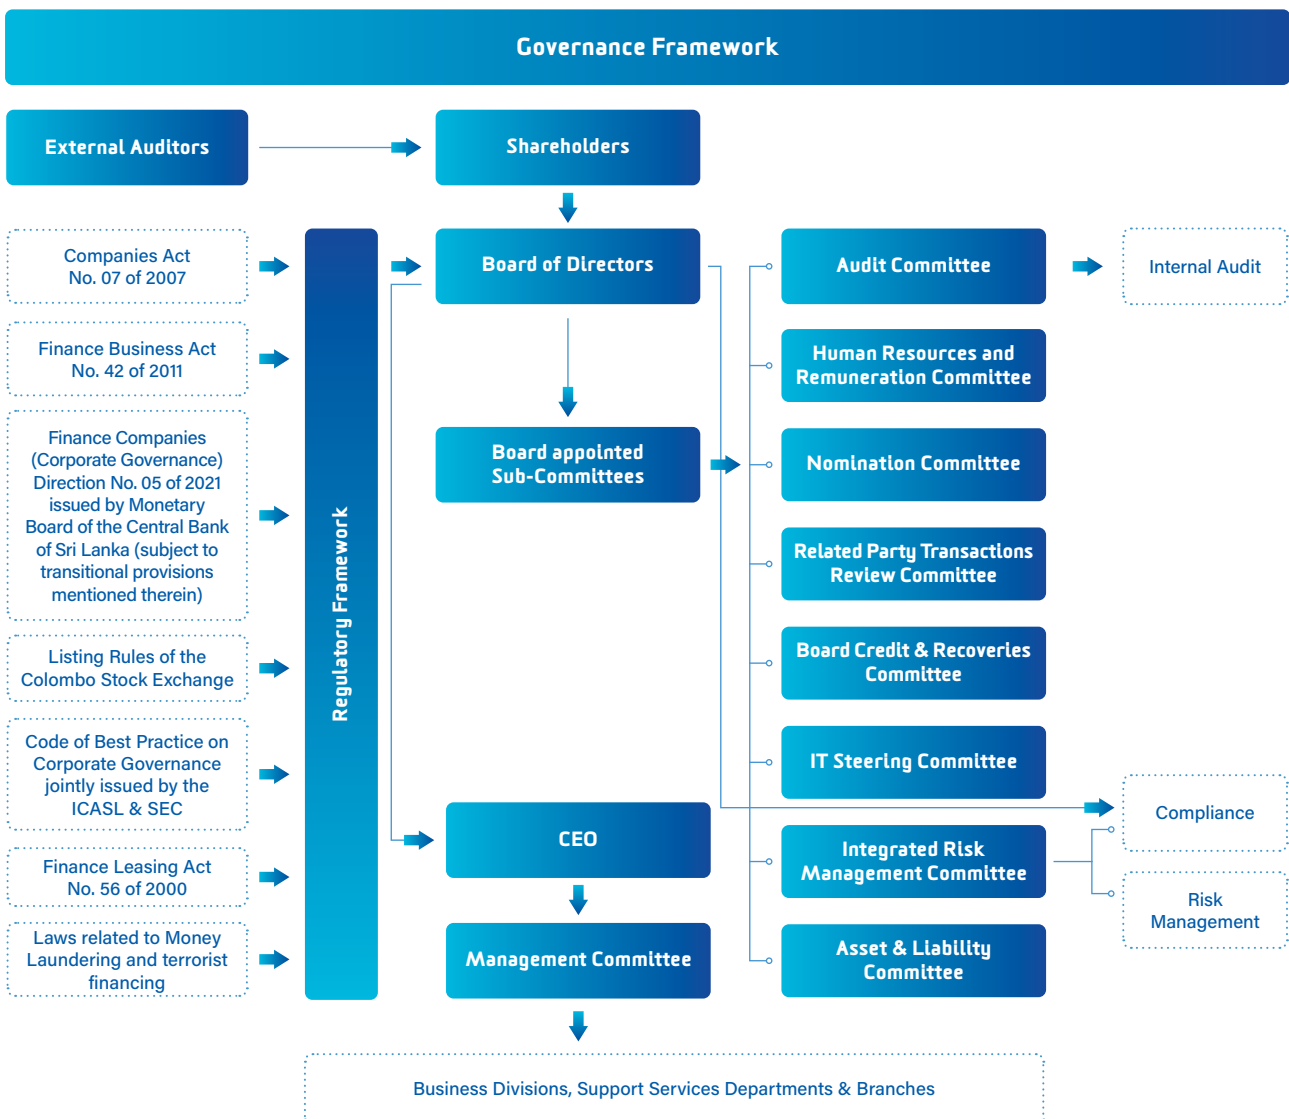 Governance Framework
External Auditors
Shareholders
Companies Act
No. 07 of 2007
Finance Business Act
No. 42 of 2011
Finance Companies
(Corporate Governance)
Direction No. 05 of 2021
issued by Monetary
Board of the Central Bank
of Sri Lanka (subject to
transitional provisions
mentioned therein)
Listing Rules of the
Colombo Stock Exchange
Code of Best Practice on
Corporate Governance
jointly issued by the
ICASL & SEC
Finance Leasing Act
No. 56 of 2000
Laws related to Money
Laundering and terrorist
financing
Regulatory Framework
Board of Directors
Board appointed
Sub-Committees
CEO
Management Committee
Audit Committee
Human Resources and
Remuneration Committee
Nomination Committee
Related Party Transactions
Review Committee
Board Credit & Recoveries
Committee
IT Steering Committee
Integrated Risk
Management Committee
Asset & Liability
Committee
Internal Audit
Compliance
Risk
Management
Business Divisions, Support Services Departments & Branches